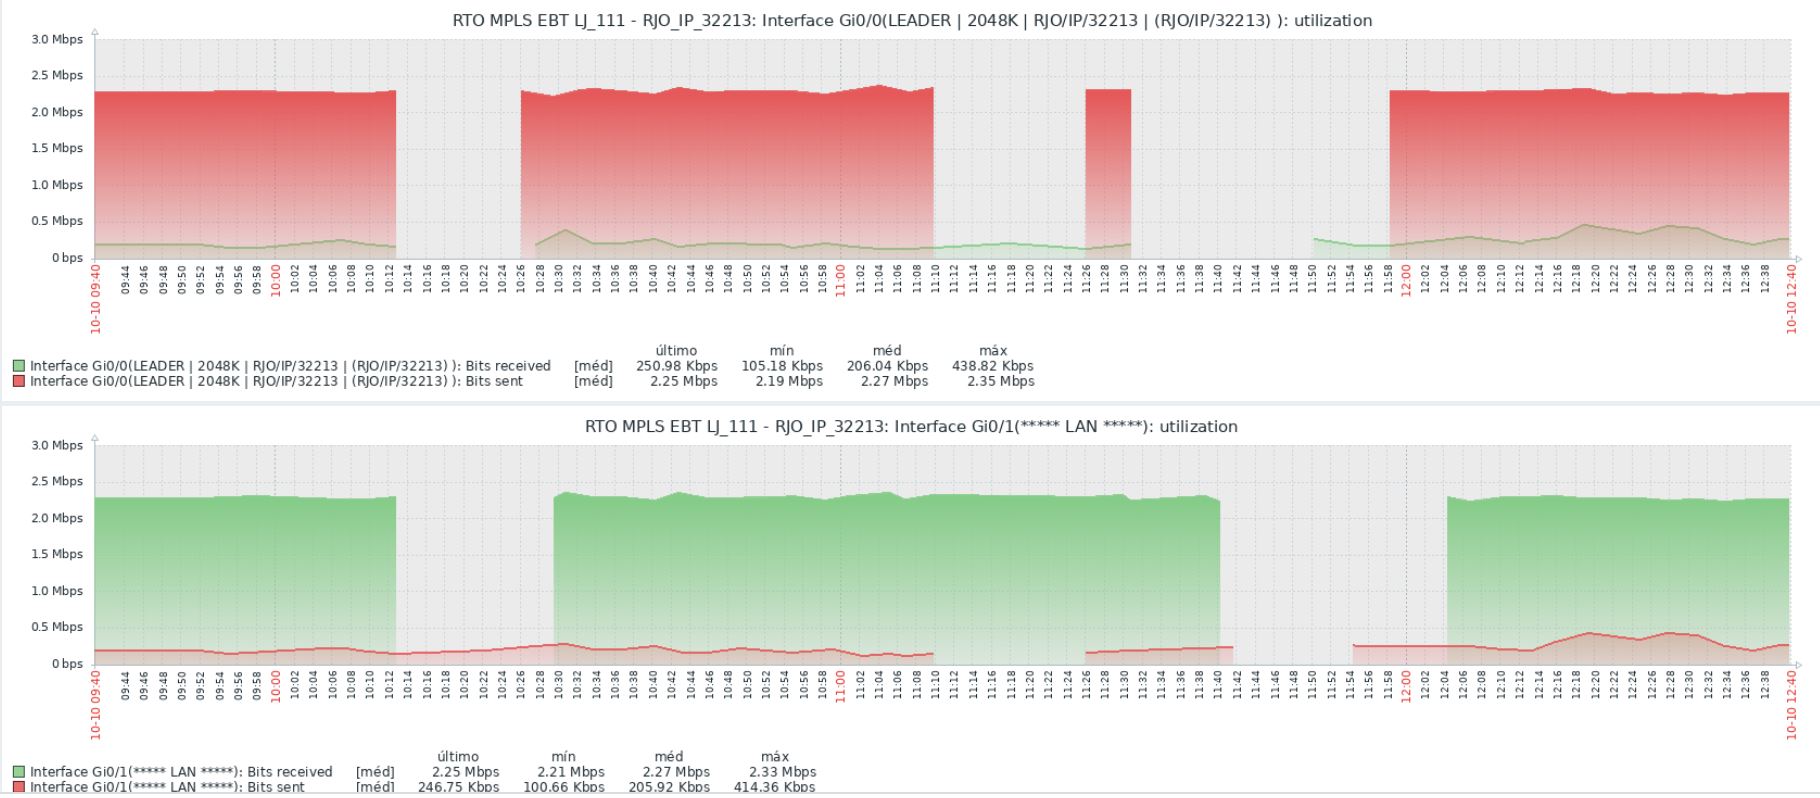 RTO MPLS EBT LJ_111 - RJO_IP_32213: Interface Gi0/0(LEADER | 2048K | RJO/IP/32213 | (RJO/IP/32213) ): utilization
3.0 Mbps
2.5 Mbps
2.0 Mbps
1.5 Mbps
1.0 Mbps
0.5 Mbps
0 bps
10-10 09:40 09:44 09:46 09:48 09:50 09:52 09:54 09:56 09:58 10:00 10:02 10:04 10:06 10:08 10:10 10:12 10:14 10:16 10:18 10:20 10:22 10:24 10:26 10:28 10:30 10:32 10:34 10:36 10:38 10:40 10:42 10:44 10:46 10:48 10:50 10:52 10:54 10:56 10:58 11:00 11:02 11:04 11:06 11:08 11:10 11:12 11:14 11:16 11:18 11:20 11:22 11:24 11:26 11:28 11:30 11:32 11:34 11:36 11:38 11:40 11:42 11:44 11:46 11:48 11:50 11:52 11:54 11:56 11:58 12:00 12:02 12:04 12:06 12:08 12:10 12:12 12:14 12:16 12:18 12:20 12:22 12:24 12:26 12:28 12:30 12:32 12:34 12:36 12:38 10-10 12:40
último mín méd máx
Interface Gi0/0(LEADER | 2048K | RJO/IP/32213 | (RJO/IP/32213) ): Bits received [méd] 250.98 Kbps 105.18 Kbps 206.04 Kbps 438.82 Kbps
Interface Gi0/0(LEADER | 2048K | RJO/IP/32213 | (RJO/IP/32213) ): Bits sent [méd] 2.25 Mbps 2.19 Mbps 2.27 Mbps 2.35 Mbps
RTO MPLS EBT LJ_111 - RJO_IP_32213: Interface Gi0/1(***** LAN *****): utilization
3.0 Mbps
2.5 Mbps
2.0 Mbps
1.5 Mbps
1.0 Mbps
0.5 Mbps
0 bps
10-10 09:40 09:44 09:46 09:48 09:50 09:52 09:54 09:56 09:58 10:00 10:02 10:04 10:06 10:08 10:10 10:12 10:14 10:16 10:18 10:20 10:22 10:24 10:26 10:28 10:30 10:32 10:34 10:36 10:38 10:40 10:42 10:44 10:46 10:48 10:50 10:52 10:54 10:56 10:58 11:00 11:02 11:04 11:06 11:08 11:10 11:12 11:14 11:16 11:18 11:20 11:22 11:24 11:26 11:28 11:30 11:32 11:34 11:36 11:38 11:40 11:42 11:44 11:46 11:48 11:50 11:52 11:54 11:56 11:58 12:00 12:02 12:04 12:06 12:08 12:10 12:12 12:14 12:16 12:18 12:20 12:22 12:24 12:26 12:28 12:30 12:32 12:34 12:36 12:38 10-10 12:40
último mín méd máx
Interface Gi0/1(***** LAN *****): Bits received [méd] 2.25 Mbps 2.21 Mbps 2.27 Mbps 2.33 Mbps
Interface Gi0/1(***** LAN *****): Bits sent [méd] 246.75 Kbps 100.66 Kbps 205.92 Kbps 414.36 Kbps